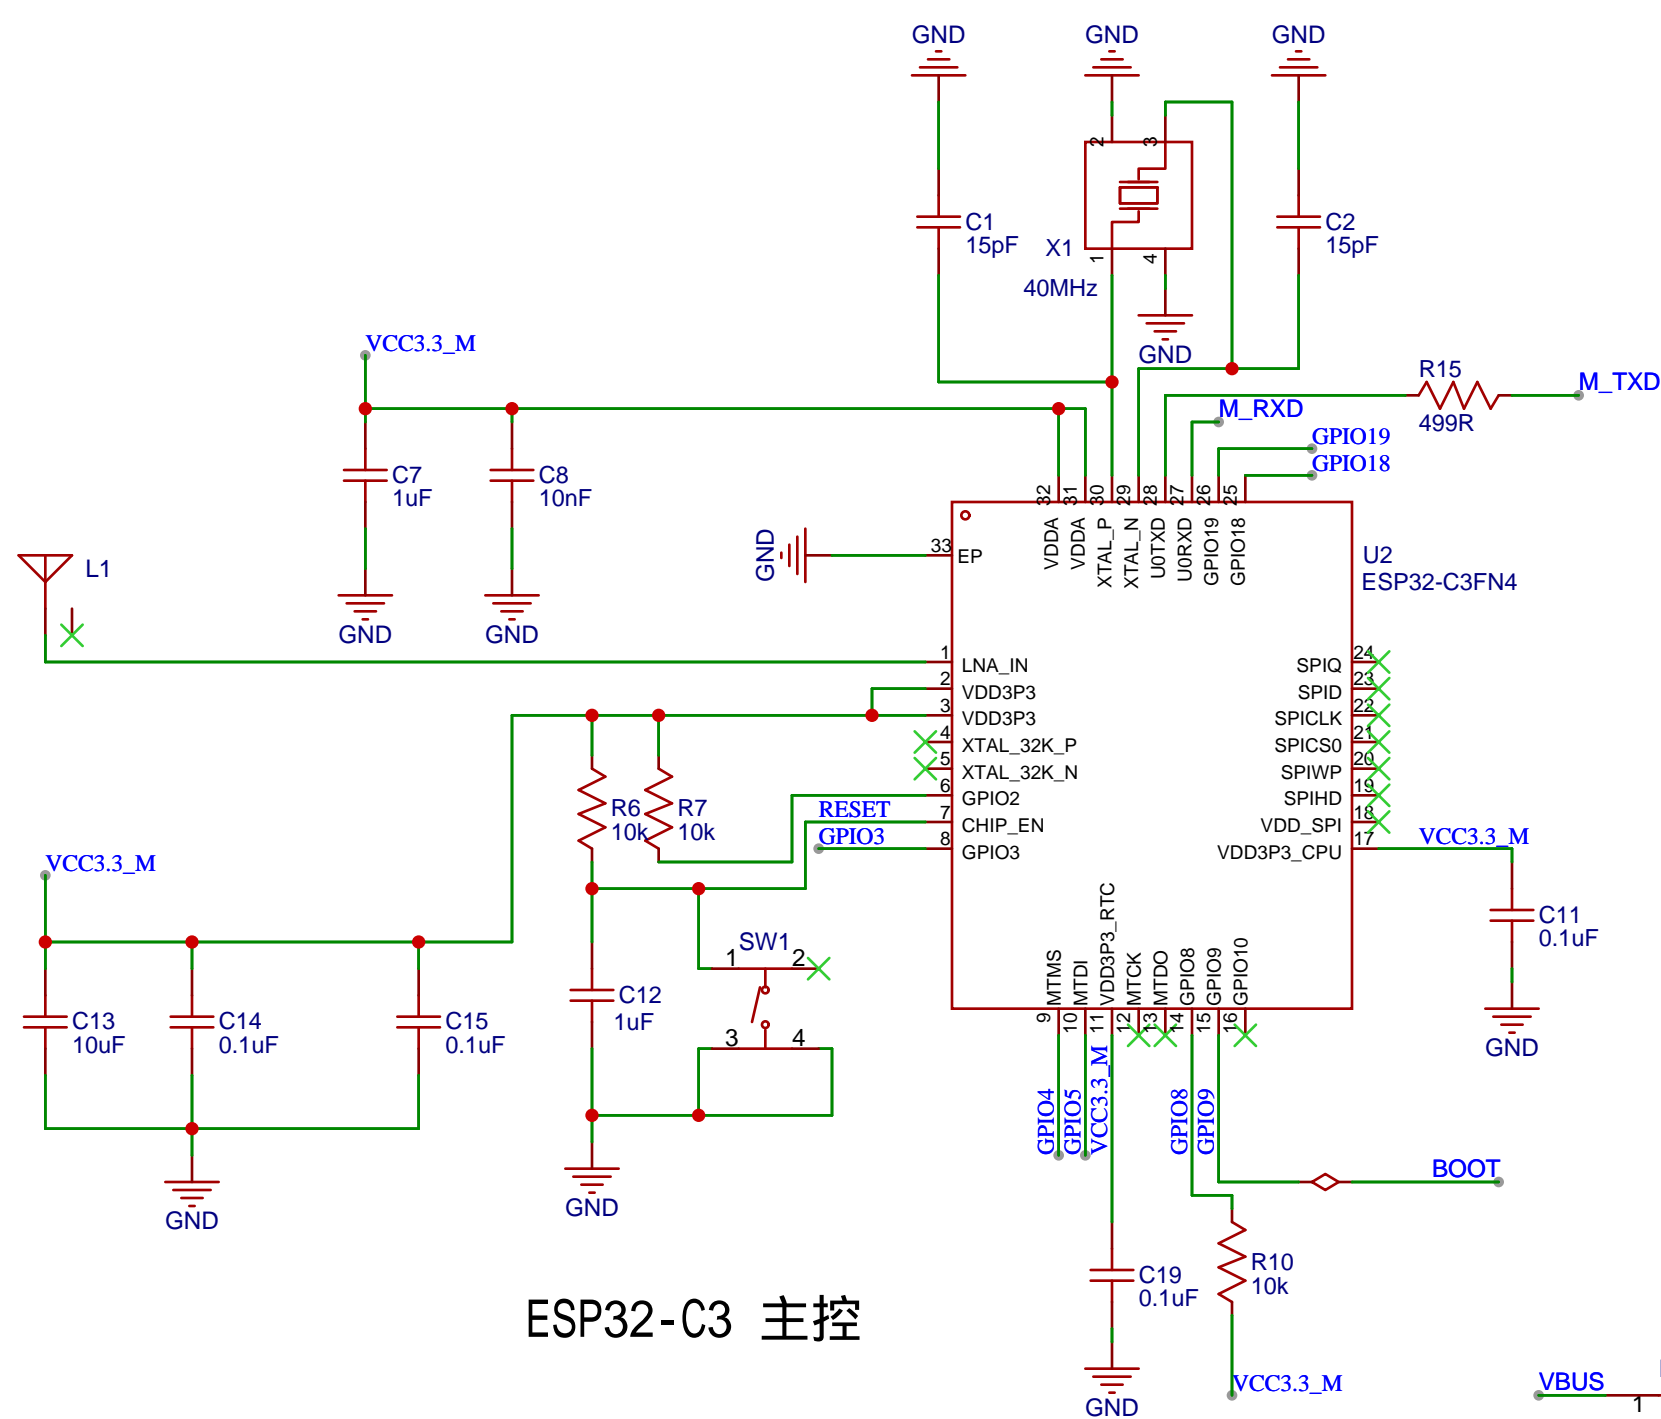 GND
GND
GND
2
3
C1
15pF
C2
15pF
X1
1
4
40MHz
GND
VCC3.3_M
R15
499R
M_TXD
M_RXD
GPIO19
GPIO18
C7
1uF
C8
10nF
GND
GND
32
31
30
29
28
27
26
25
VDDA
VDDA
XTAL_P
XTAL_N
U0TXD
U0RXD
GPIO19
GPIO18
GND
33
EP
U2
ESP32-C3FN4
L1
1
LNA_IN
2
VDD3P3
3
VDD3P3
4
XTAL_32K_P
5
XTAL_32K_N
6
GPIO2
7
CHIP_EN
8
GPIO3
24
SPIQ
23
SPID
22
SPICLK
21
SPICS0
20
SPIWP
19
SPIHD
18
VDD_SPI
17
VDD3P3_CPU
R6
10k
R7
10k
RESET
GPIO3
VCC3.3_M
C11
0.1uF
GND
VCC3.3_M
C13
10uF
C14
0.1uF
C15
0.1uF
GND
SW1
1
2
3
4
C12
1uF
GND
MTMS
MTDI
VDD3P3_RTC
MTCK
MTDO
GPIO8
GPIO9
GPIO10
9
10
11
12
13
14
15
16
GPIO4
GPIO5
VCC3.3_M
GPIO8
GPIO9
BOOT
C19
0.1uF
GND
R10
10k
VCC3.3_M
ESP32-C3 主控
VBUS
1